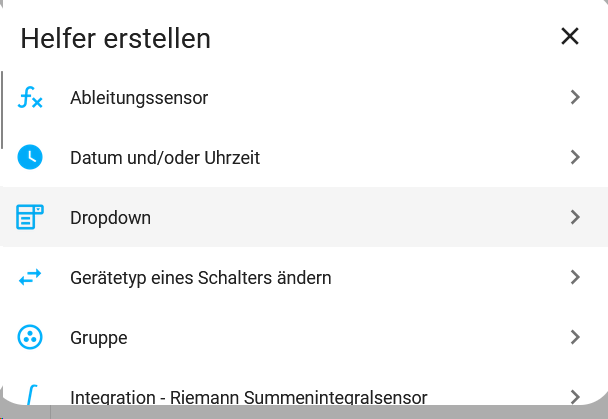 Helfer erstellen
Ableitungssensor
Datum und/oder Uhrzeit
Dropdown
Gerätetyp eines Schalters ändern
Gruppe
Integration - Riemann Summenintegralsensor